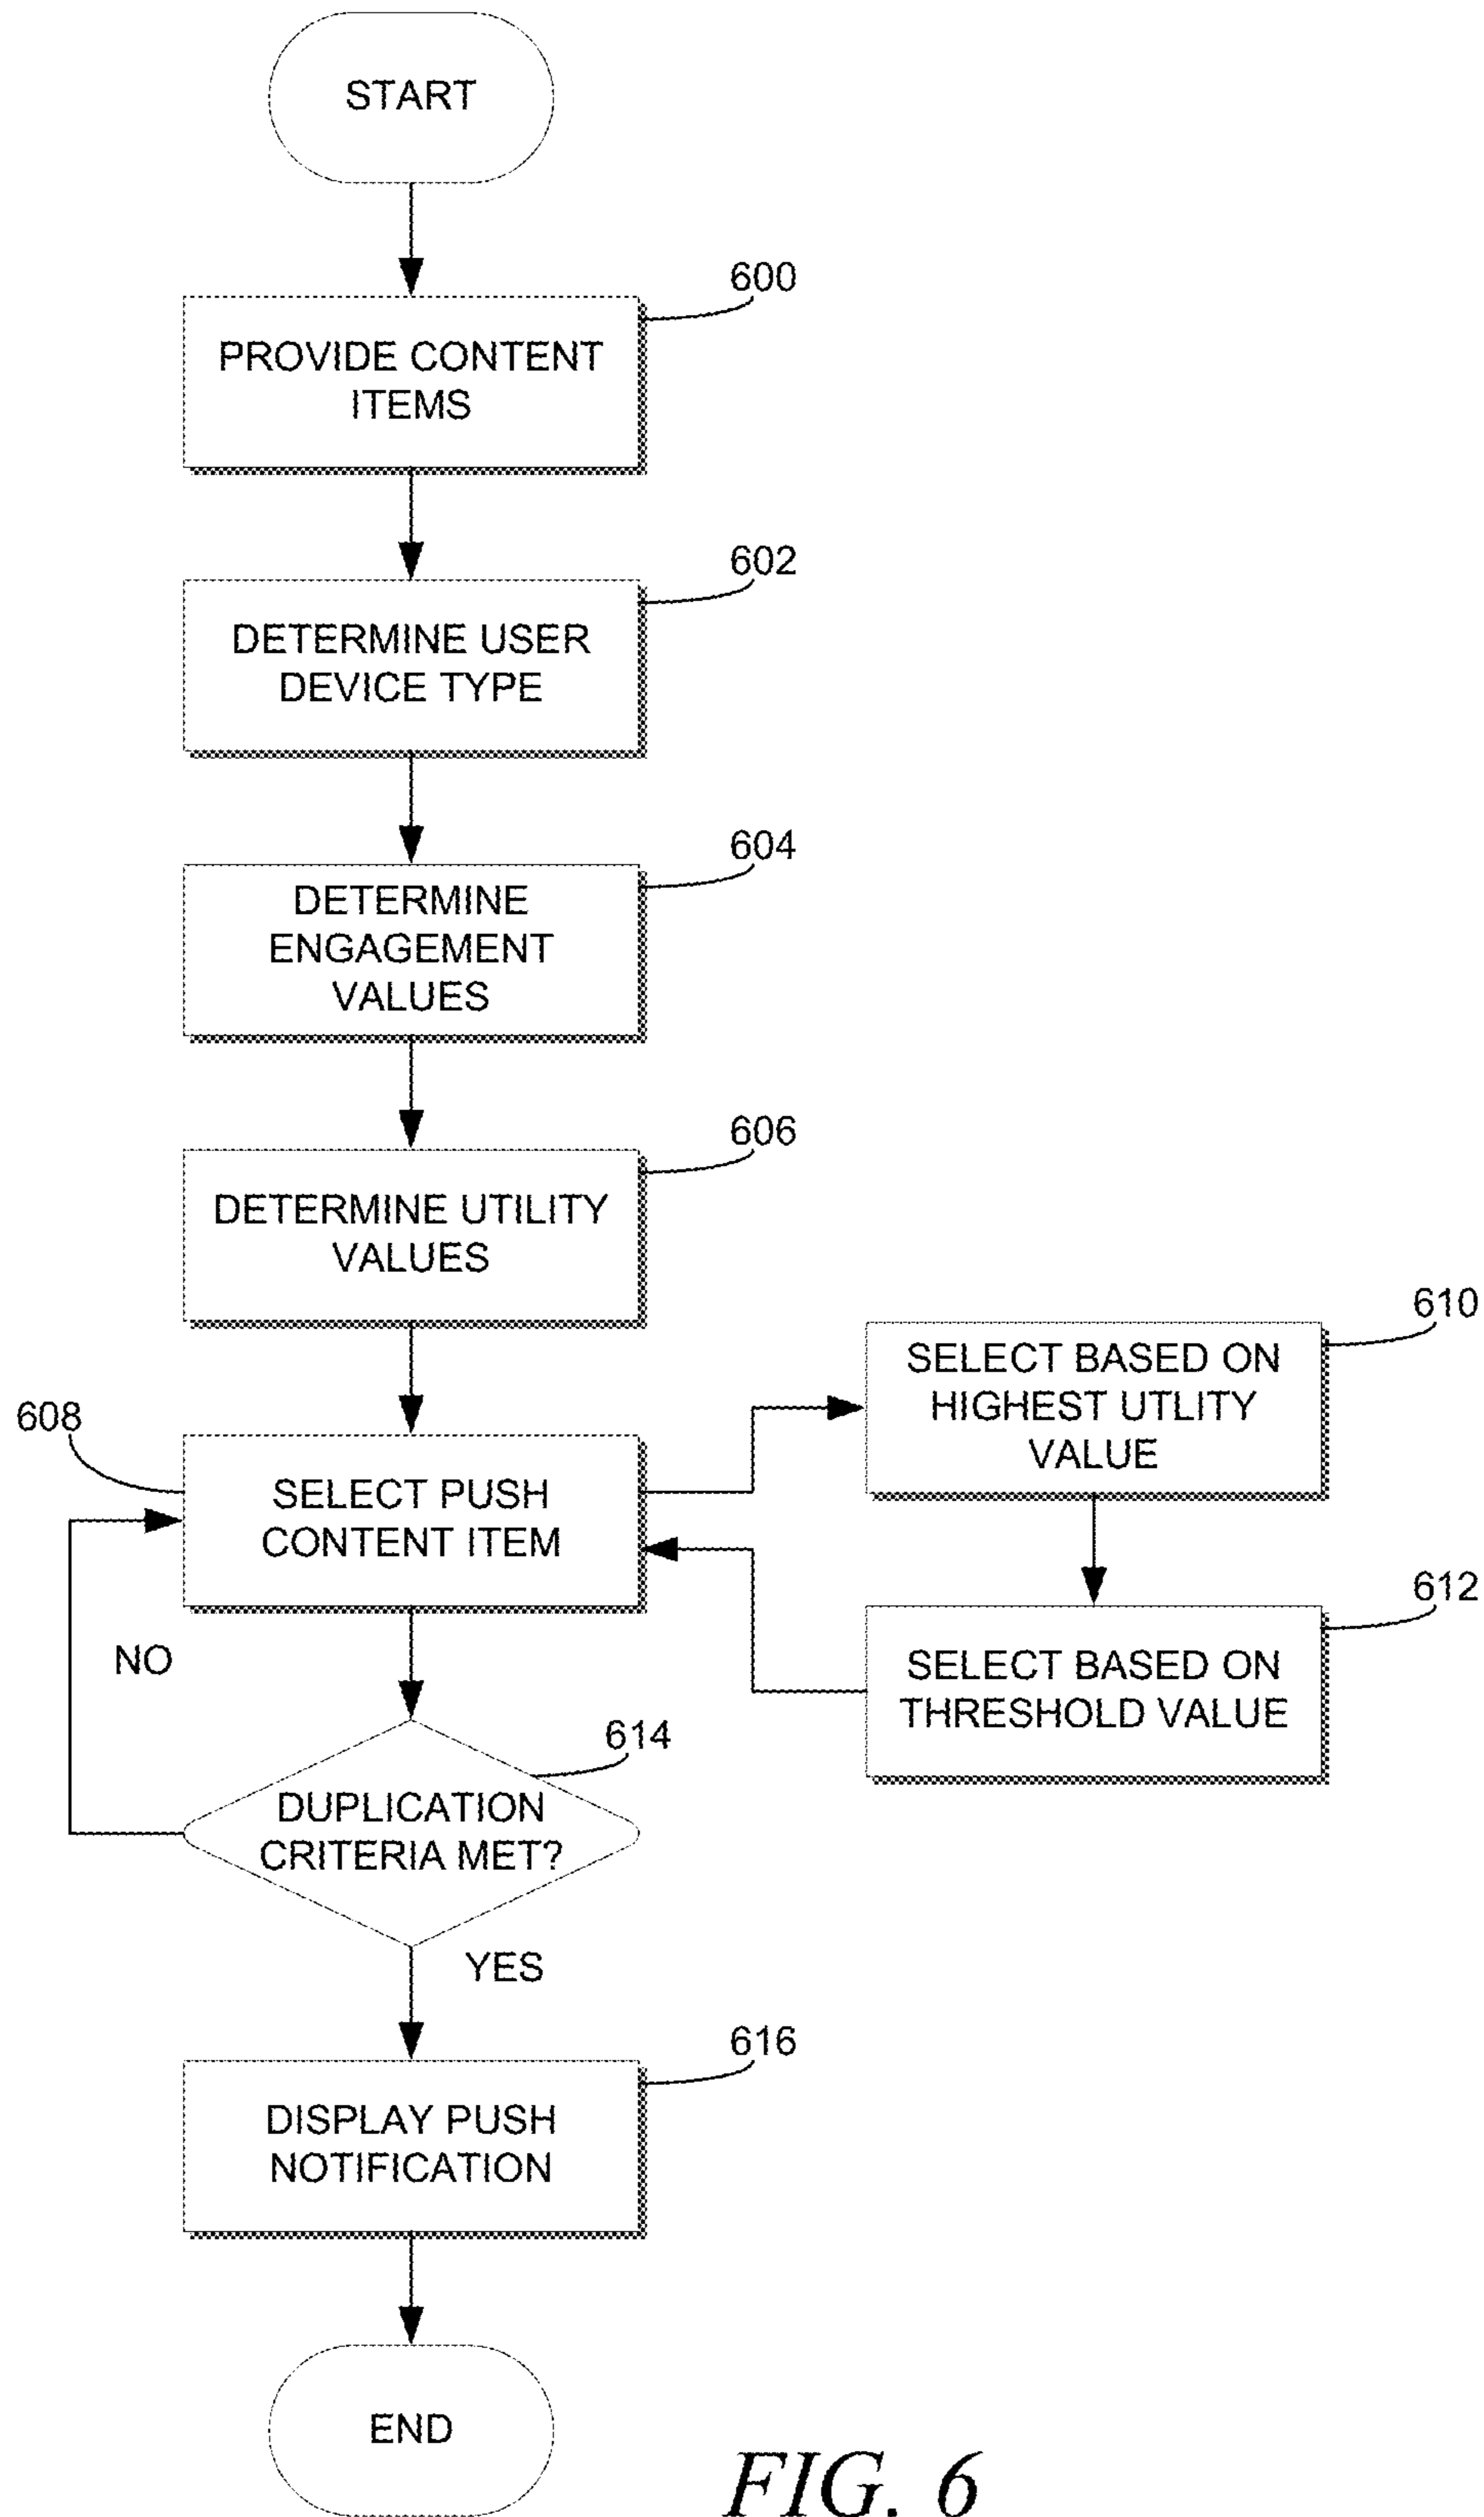 START
600
PROVIDE CONTENT
ITEMS
602
DETERMINE USER
DEVICE TYPE
604
DETERMINE
ENGAGEMENT
VALUES
606
DETERMINE UTILITY
VALUES
608
SELECT PUSH
CONTENT ITEM
610
SELECT BASED ON
HIGHEST UTLITY
VALUE
612
SELECT BASED ON
THRESHOLD VALUE
NO
614
DUPLICATION
CRITERIA MET?
YES
616
DISPLAY PUSH
NOTIFICATION
END
FIG. 6